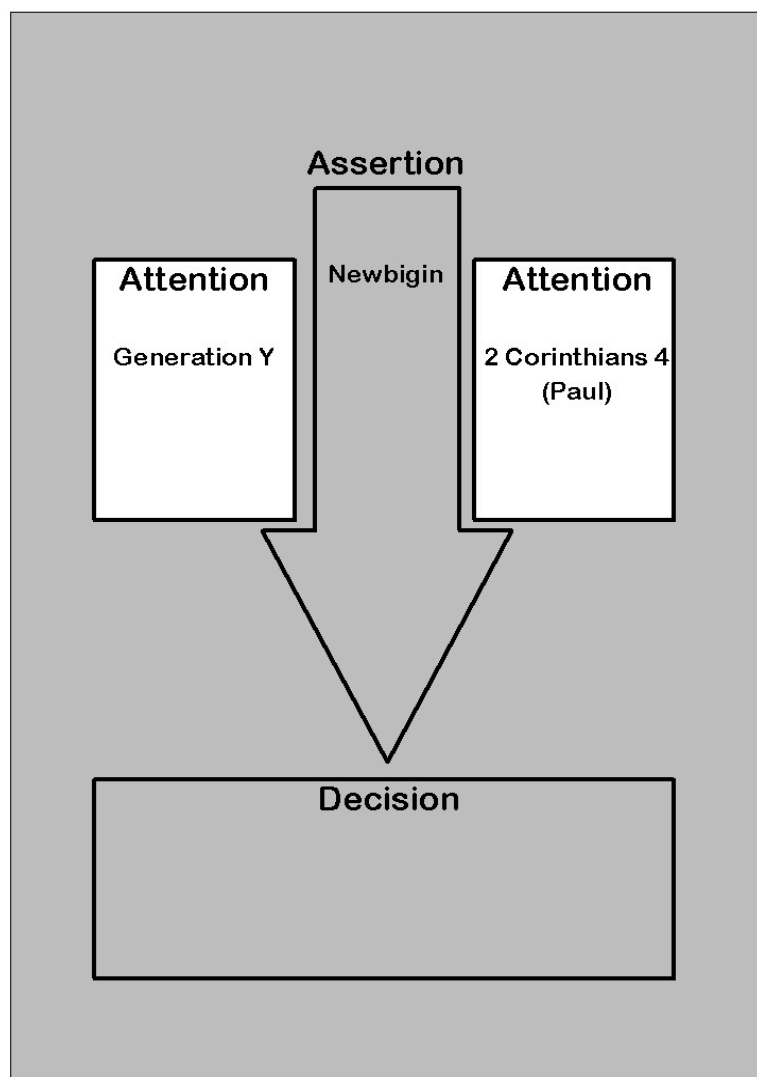 Assertion
Newbigin
Attention
Generation Y
Attention
2 Corinthians 4
(Paul)
Decision